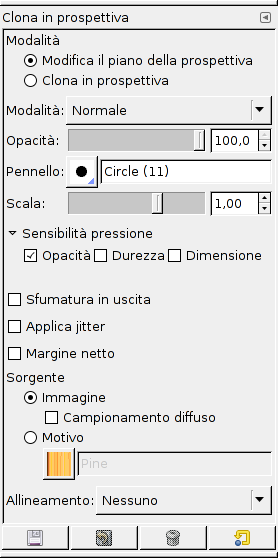 Clona in prospettiva
Modalità
Modifica il piano della prospettiva
Clona in prospettiva
Modalità: Normale
Opacità: 100,0
Pennello: Circle (11)
Scala: 1,00
Sensibilità pressione
Opacità Durezza Dimensione
Sfumatura in uscita
Applica jitter
Margine netto
Sorgente
Immagine
Campionamento diffuso
Motivo
Pine
Allineamento: Nessuno